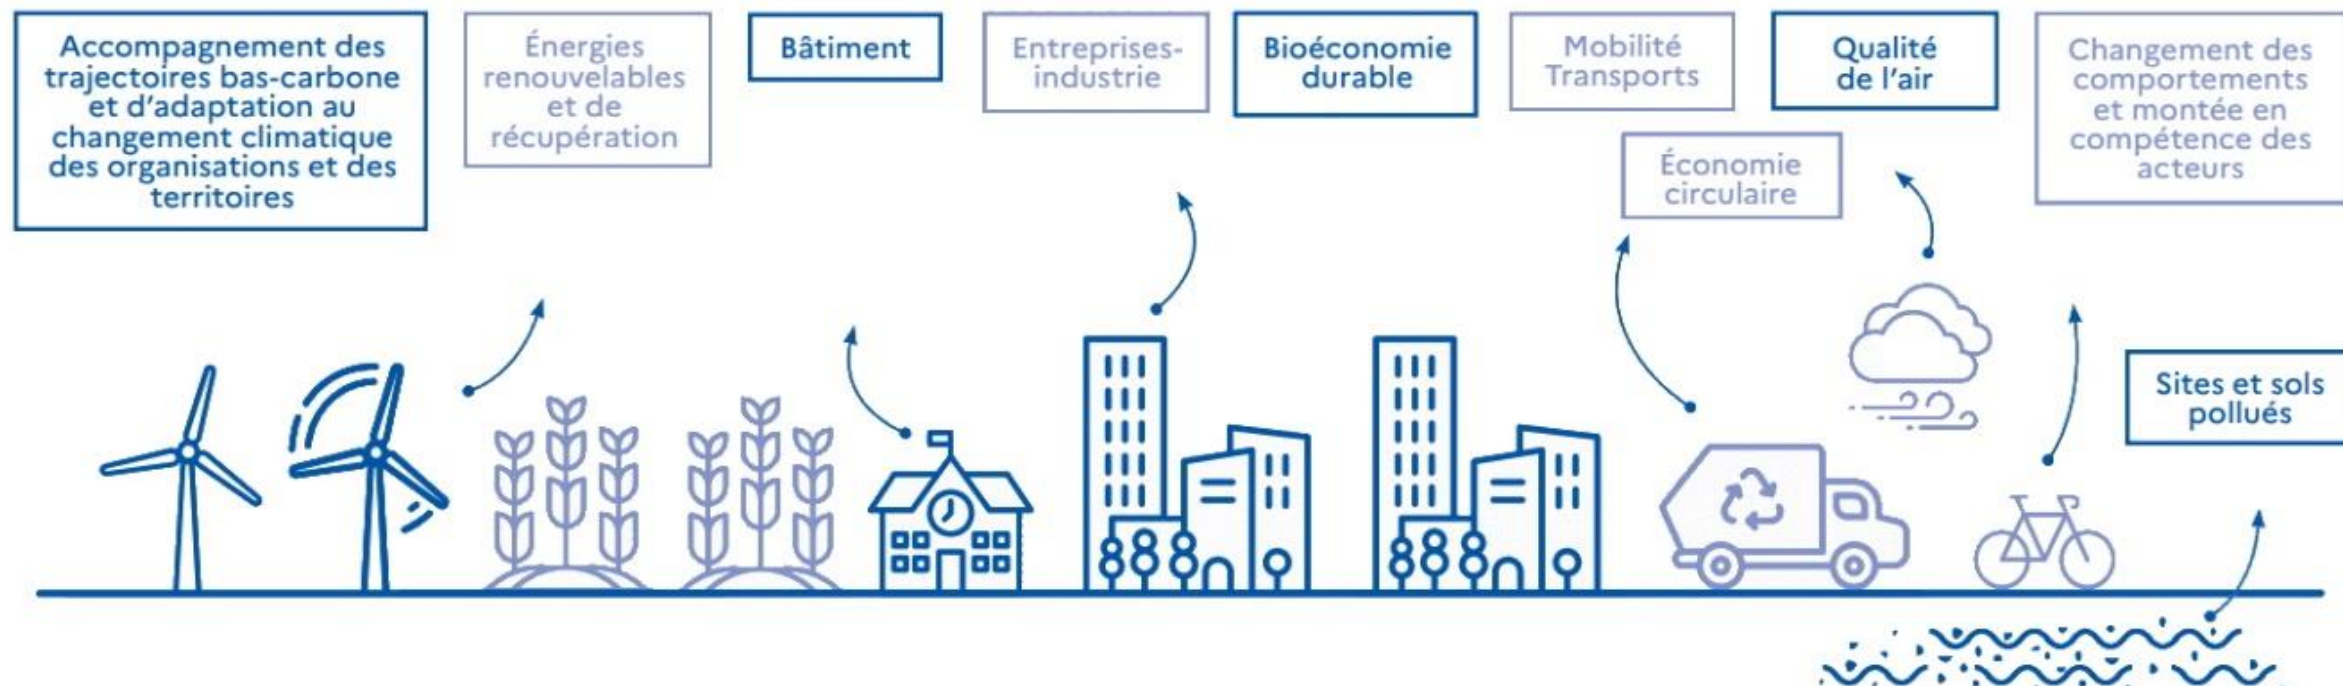 Accompagnement des
trajectoires bas-carbone
et d'adaptation au
changement climatique
des organisations et des
territoires
Énergies
renouvelables
et de
récupération
Bâtiment
Entreprises-
industrie
Bioéconomie
durable
Mobilité
Transports
Économie
circulaire
Qualité
de l'air
Changement des
comportements
et montée en
compétence des
acteurs
Sites et sols
pollués